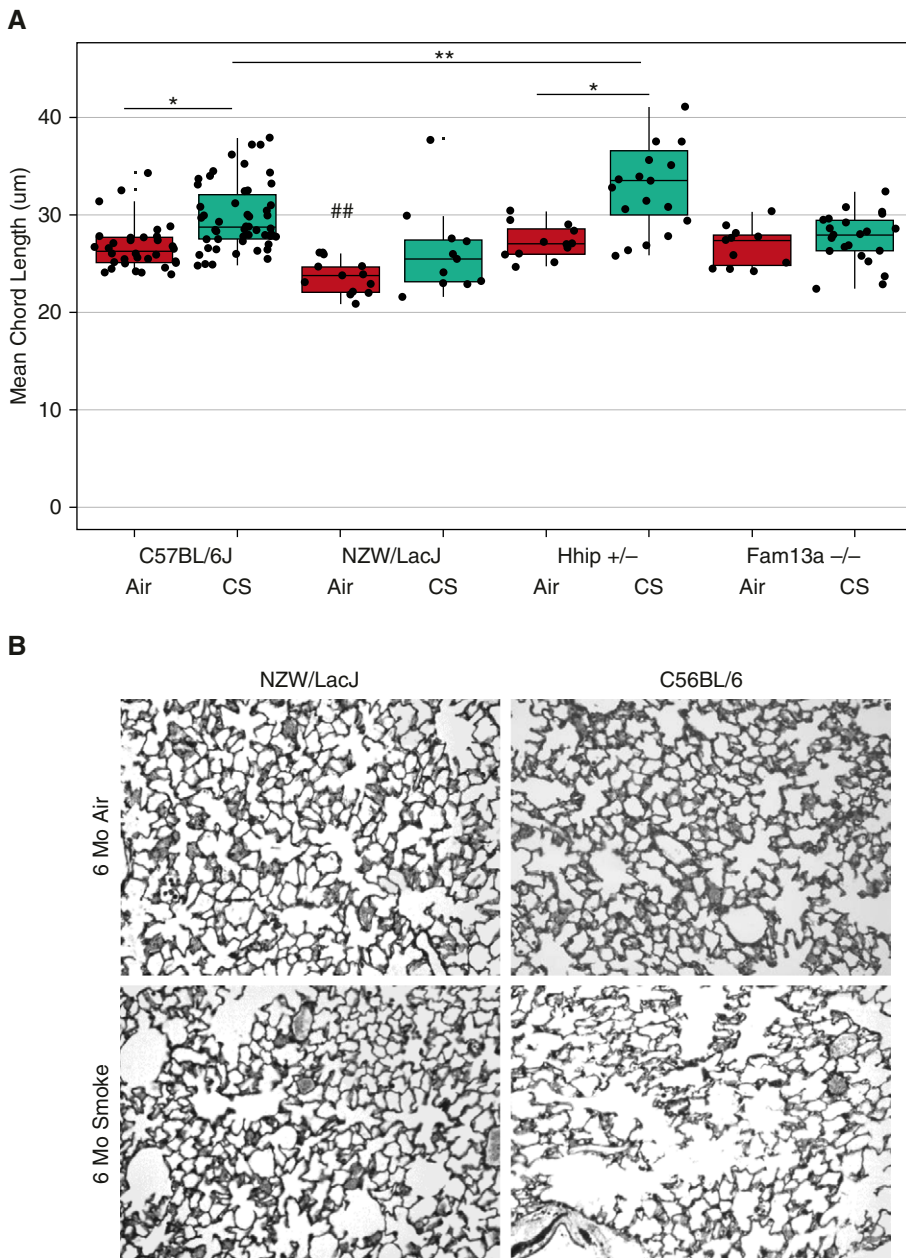 A
Mean Chord Length (um)
40
30
20
10
0
**
*
##
*
C57BL/6J NZW/LacJ Hhip +/– Fam13a –/–
Air CS Air CS Air CS Air CS
B
NZW/LacJ C56BL/6
6 Mo Air
6 Mo Smoke